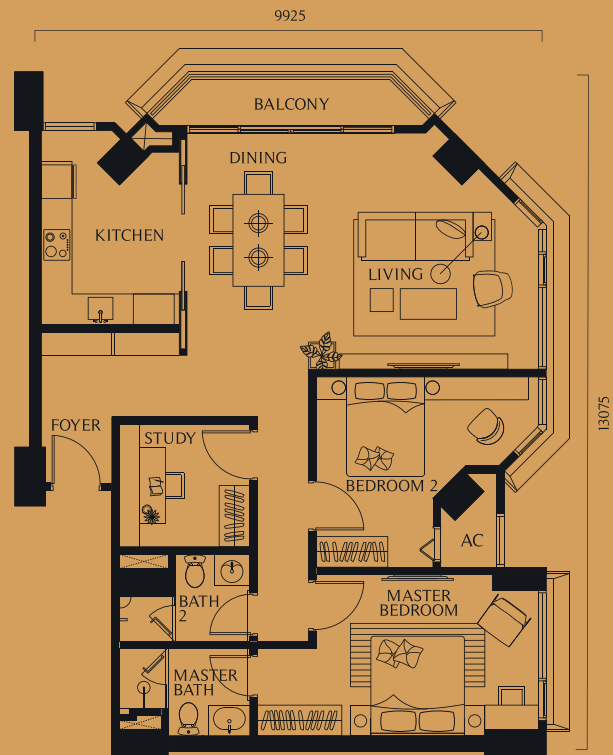 9925
BALCONY
DINING
KITCHEN
LIVING
13075
FOYER
STUDY
BEDROOM 2
AC
BATH
2
MASTER
BEDROOM
MASTER
BATH